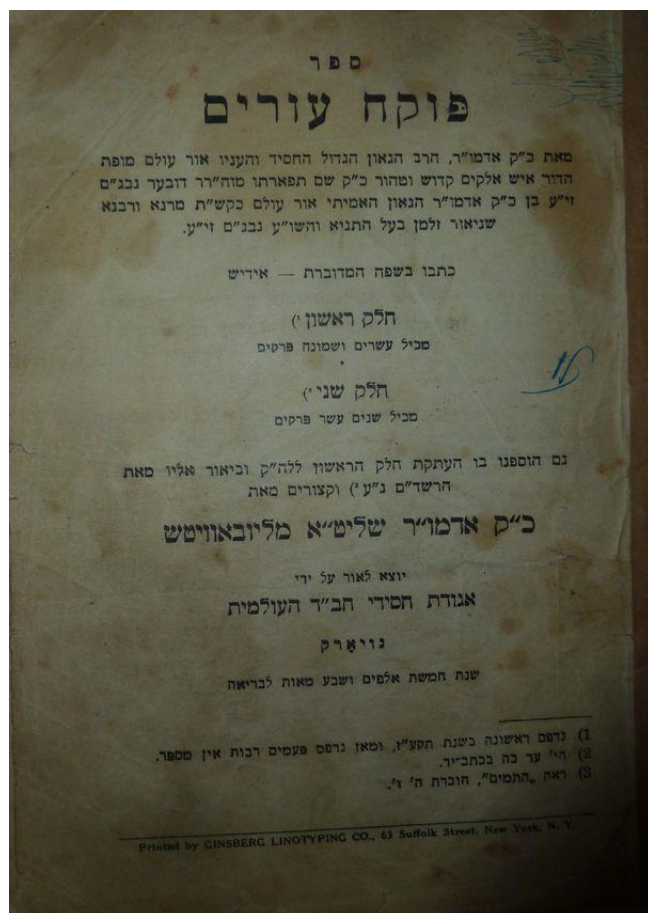 ספר
פוקח עורים
מאת כ"ק אדמו"ר, הרב הגאון הגדול החסיד והעניו אור עולם מופת
הדור איש אלקים קדוש וטהור כ"ק שם תפארתו מוה'רר דובער נבג"ם
זי"ע בן כ"ק אדמו"ר הגאון האמיתי אור עולם כקש"ת מרנא ורבנא
שניאור זלמן בעל התניא והשו"ע נבג"ם זי"ע.
כתבו בשפה המדוברת — אידיש
חלק ראשון ¹)
מכיל עשרים ושמונה פרקים
*
חלק שני ²)
מכיל שנים עשר פרקים
גם הוספנו בו העתקת חלק הראשון ללה"ק וביאור אליו מאת
הרשד"ם נ"ע ³) וקצורים מאת
כ"ק אדמו"ר שליט"א מליובאוויטש
יוצא לאור על ידי
אגודת חסידי חב"ד העולמית
נויארק
שנת חמשת אלפים ושבע מאות לבריאה
1) נדפס ראשונה בשנת תקע"ז, ומאז נדפס פעמים רבות אין מספר.
2) הי' עד כה בכתב־יד.
3) ראה „התמים", חוברת ה' ז'.
Printed by GINSBERG LINOTYPING CO., 63 Suffolk Street, New York, N. Y.